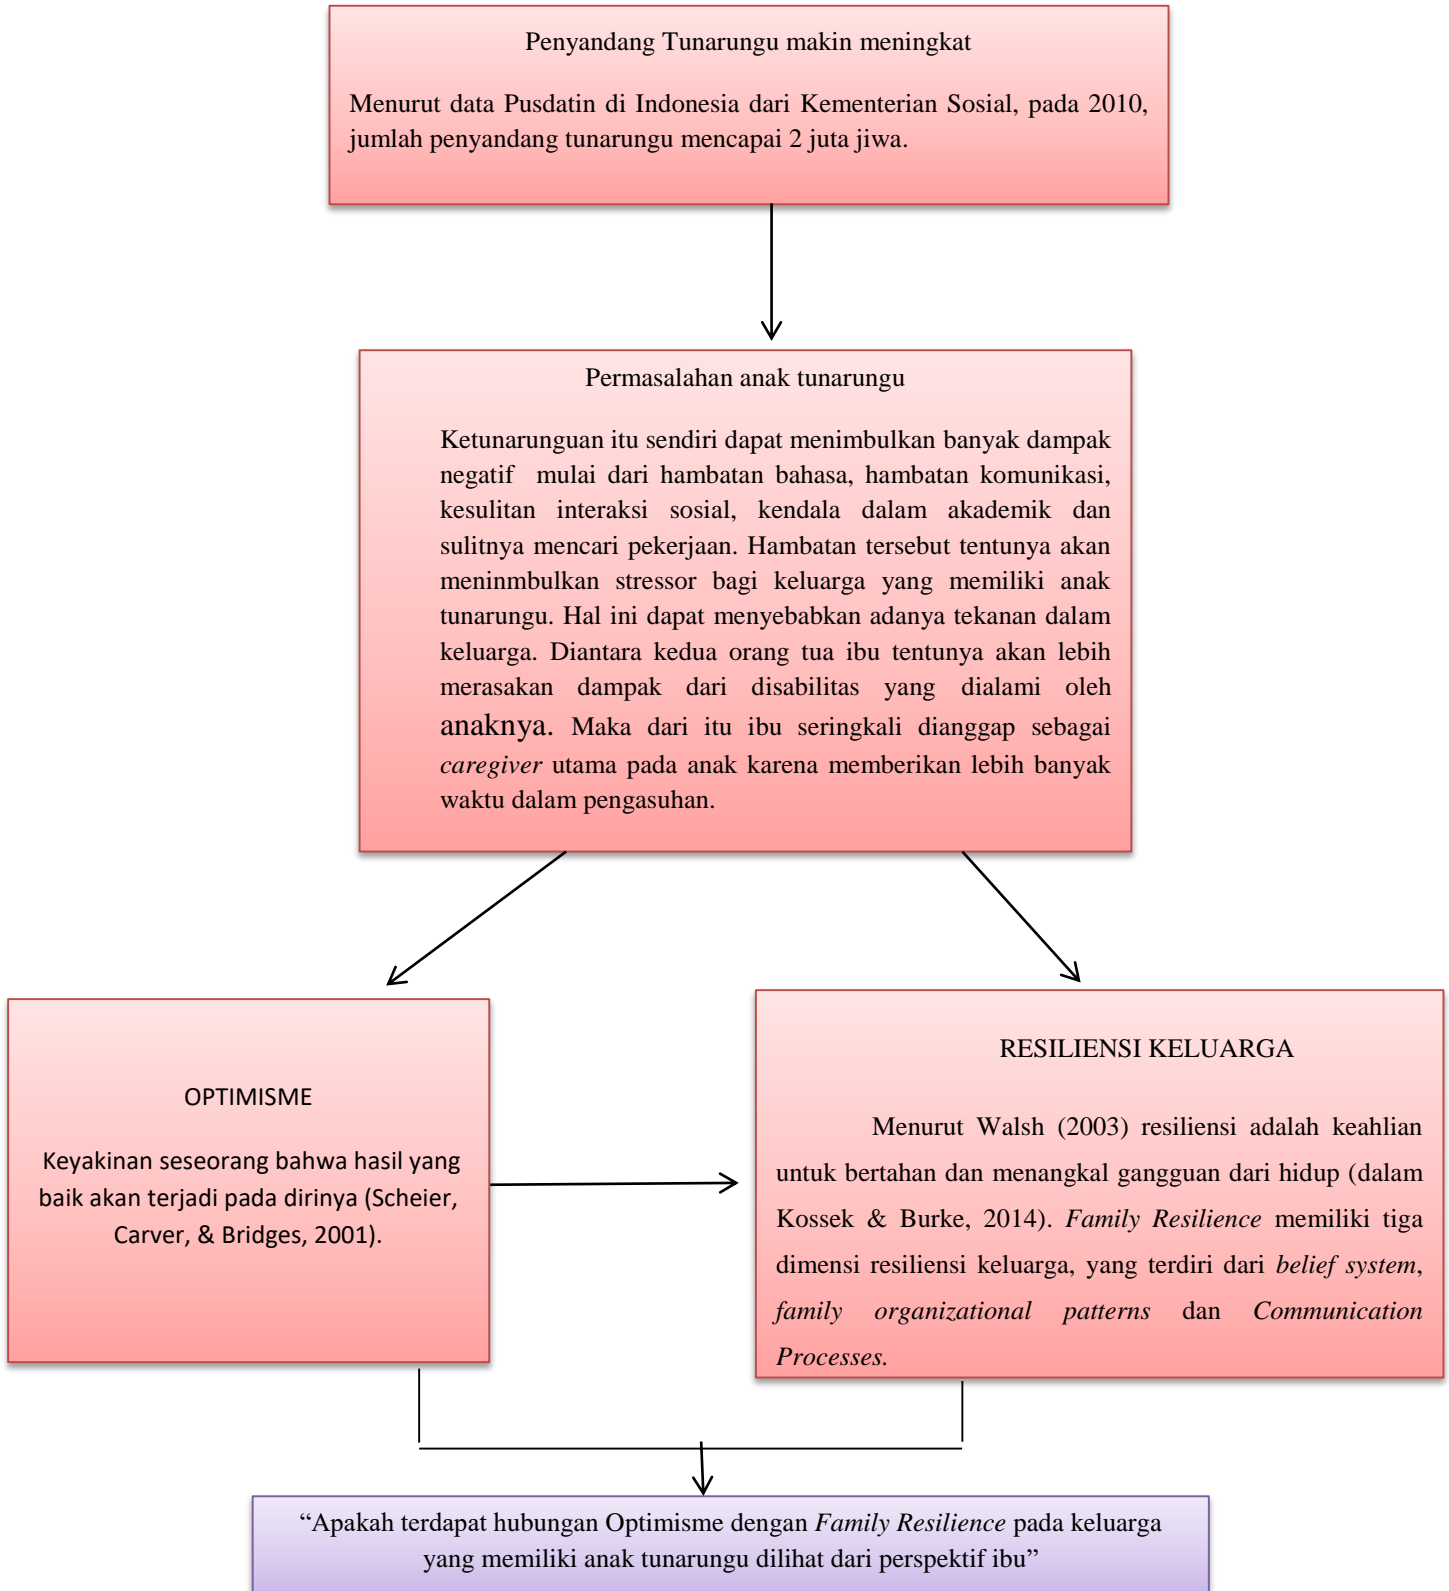 Penyandang Tunarungu makin meningkat
Menurut data Pusdatin di Indonesia dari Kementerian Sosial, pada 2010,
jumlah penyandang tunarungu mencapai 2 juta jiwa.
Permasalahan anak tunarungu
Ketunarunguan itu sendiri dapat menimbulkan banyak dampak
negatif mulai dari hambatan bahasa, hambatan komunikasi,
kesulitan interaksi sosial, kendala dalam akademik dan
sulitnya mencari pekerjaan. Hambatan tersebut tentunya akan
meninmbulkan stressor bagi keluarga yang memiliki anak
tunarungu. Hal ini dapat menyebabkan adanya tekanan dalam
keluarga. Diantara kedua orang tua ibu tentunya akan lebih
merasakan dampak dari disabilitas yang dialami oleh
anaknya. Maka dari itu ibu seringkali dianggap sebagai
caregiver utama pada anak karena memberikan lebih banyak
waktu dalam pengasuhan.
OPTIMISME
Keyakinan seseorang bahwa hasil yang
baik akan terjadi pada dirinya (Scheier,
Carver, & Bridges, 2001).
RESILIENSI KELUARGA
Menurut Walsh (2003) resiliensi adalah keahlian
untuk bertahan dan menangkal gangguan dari hidup (dalam
Kossek & Burke, 2014). Family Resilience memiliki tiga
dimensi resiliensi keluarga, yang terdiri dari belief system,
family organizational patterns dan Communication
Processes.
“Apakah terdapat hubungan Optimisme dengan Family Resilience pada keluarga
yang memiliki anak tunarungu dilihat dari perspektif ibu”